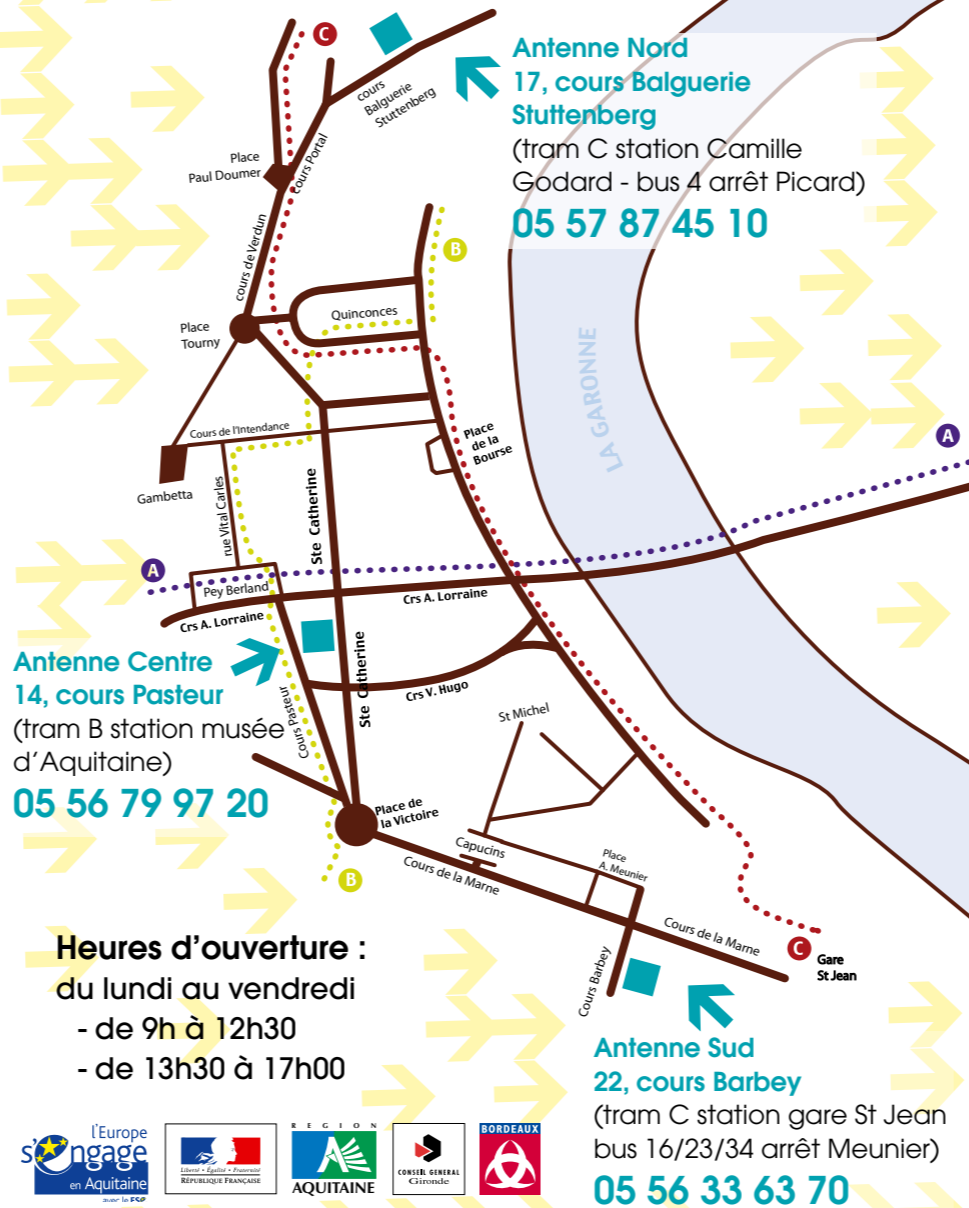 C
Antenne Nord
17, cours Balguerie
Stuttenberg
(tram C station Camille
Godard - bus 4 arrêt Picard)
05 57 87 45 10
cours
Balguerie
Stuttenberg
cours Portal
Place
Paul Doumer
cours de Verdun
B
Quinconces
Place
Tourny
LA GARONNE
Cours de l'Intendance
Place
de la
Bourse
A
Gambetta
rue Vital Carles
Ste Catherine
A
Pey Berland
Crs A. Lorraine
Crs A. Lorraine
Antenne Centre
14, cours Pasteur
(tram B station musée
d'Aquitaine)
05 56 79 97 20
Cours Pasteur
Ste Catherine
Crs V. Hugo
St Michel
Place de
la Victoire
B
Capucins
Cours de la Marne
Place
A. Meunier
Cours de la Marne
C
Gare
St Jean
Cours Barbey
Heures d'ouverture :
du lundi au vendredi
- de 9h à 12h30
- de 13h30 à 17h00
Antenne Sud
22, cours Barbey
(tram C station gare St Jean
bus 16/23/34 arrêt Meunier)
05 56 33 63 70
l'Europe
s'engage
en Aquitaine
avec le FSE
Liberté • Égalité • Fraternité
RÉPUBLIQUE FRANÇAISE
REGION
AQUITAINE
CONSEIL GENERAL
Gironde
BORDEAUX